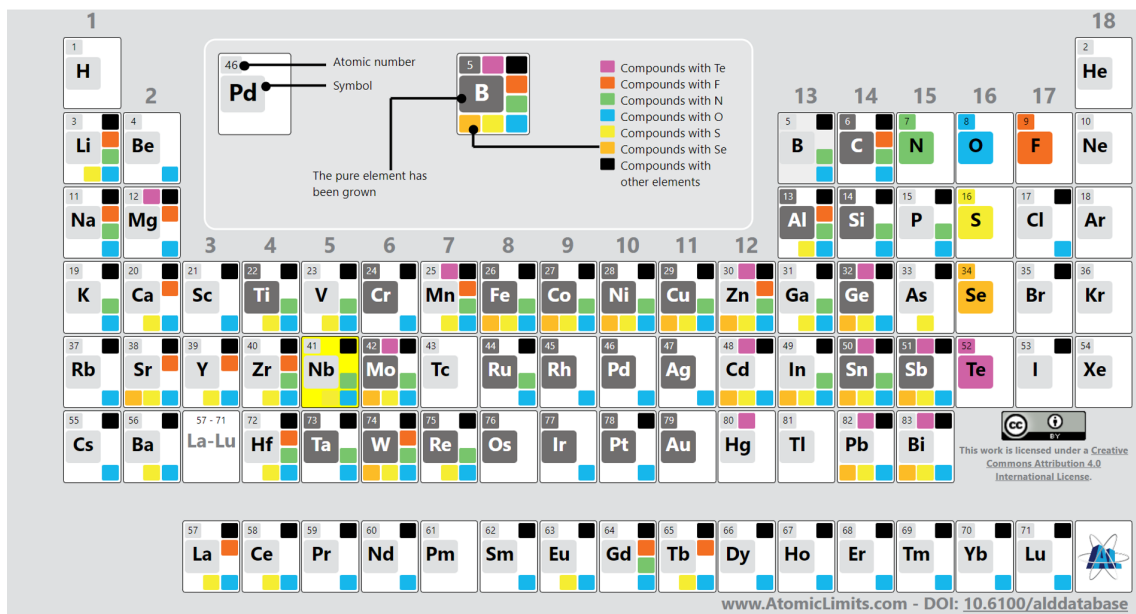 1
18
1
H
2
He
46
Pd
Atomic number
Symbol
5
B
The pure element has
been grown
Compounds with Te
Compounds with F
Compounds with N
Compounds with O
Compounds with S
Compounds with Se
Compounds with
other elements
2
13 14 15 16 17
3 4 5 6 7 8 9 10
Li Be B C N O F Ne
11 12 13 14 15 16 17 18
Na Mg Al Si P S Cl Ar
3 4 5 6 7 8 9 10 11 12
19 20 21 22 23 24 25 26 27 28 29 30 31 32 33 34 35 36
K Ca Sc Ti V Cr Mn Fe Co Ni Cu Zn Ga Ge As Se Br Kr
37 38 39 40 41 42 43 44 45 46 47 48 49 50 51 52 53 54
Rb Sr Y Zr Nb Mo Tc Ru Rh Pd Ag Cd In Sn Sb Te I Xe
55 56 57 - 71 72 73 74 75 76 77 78 79 80 81 82 83
Cs Ba La-Lu Hf Ta W Re Os Ir Pt Au Hg Tl Pb Bi
cc BY
This work is licensed under a Creative
Commons Attribution 4.0
International License.
57 58 59 60 61 62 63 64 65 66 67 68 69 70 71
La Ce Pr Nd Pm Sm Eu Gd Tb Dy Ho Er Tm Yb Lu
www.AtomicLimits.com - DOI: 10.6100/alddatabase